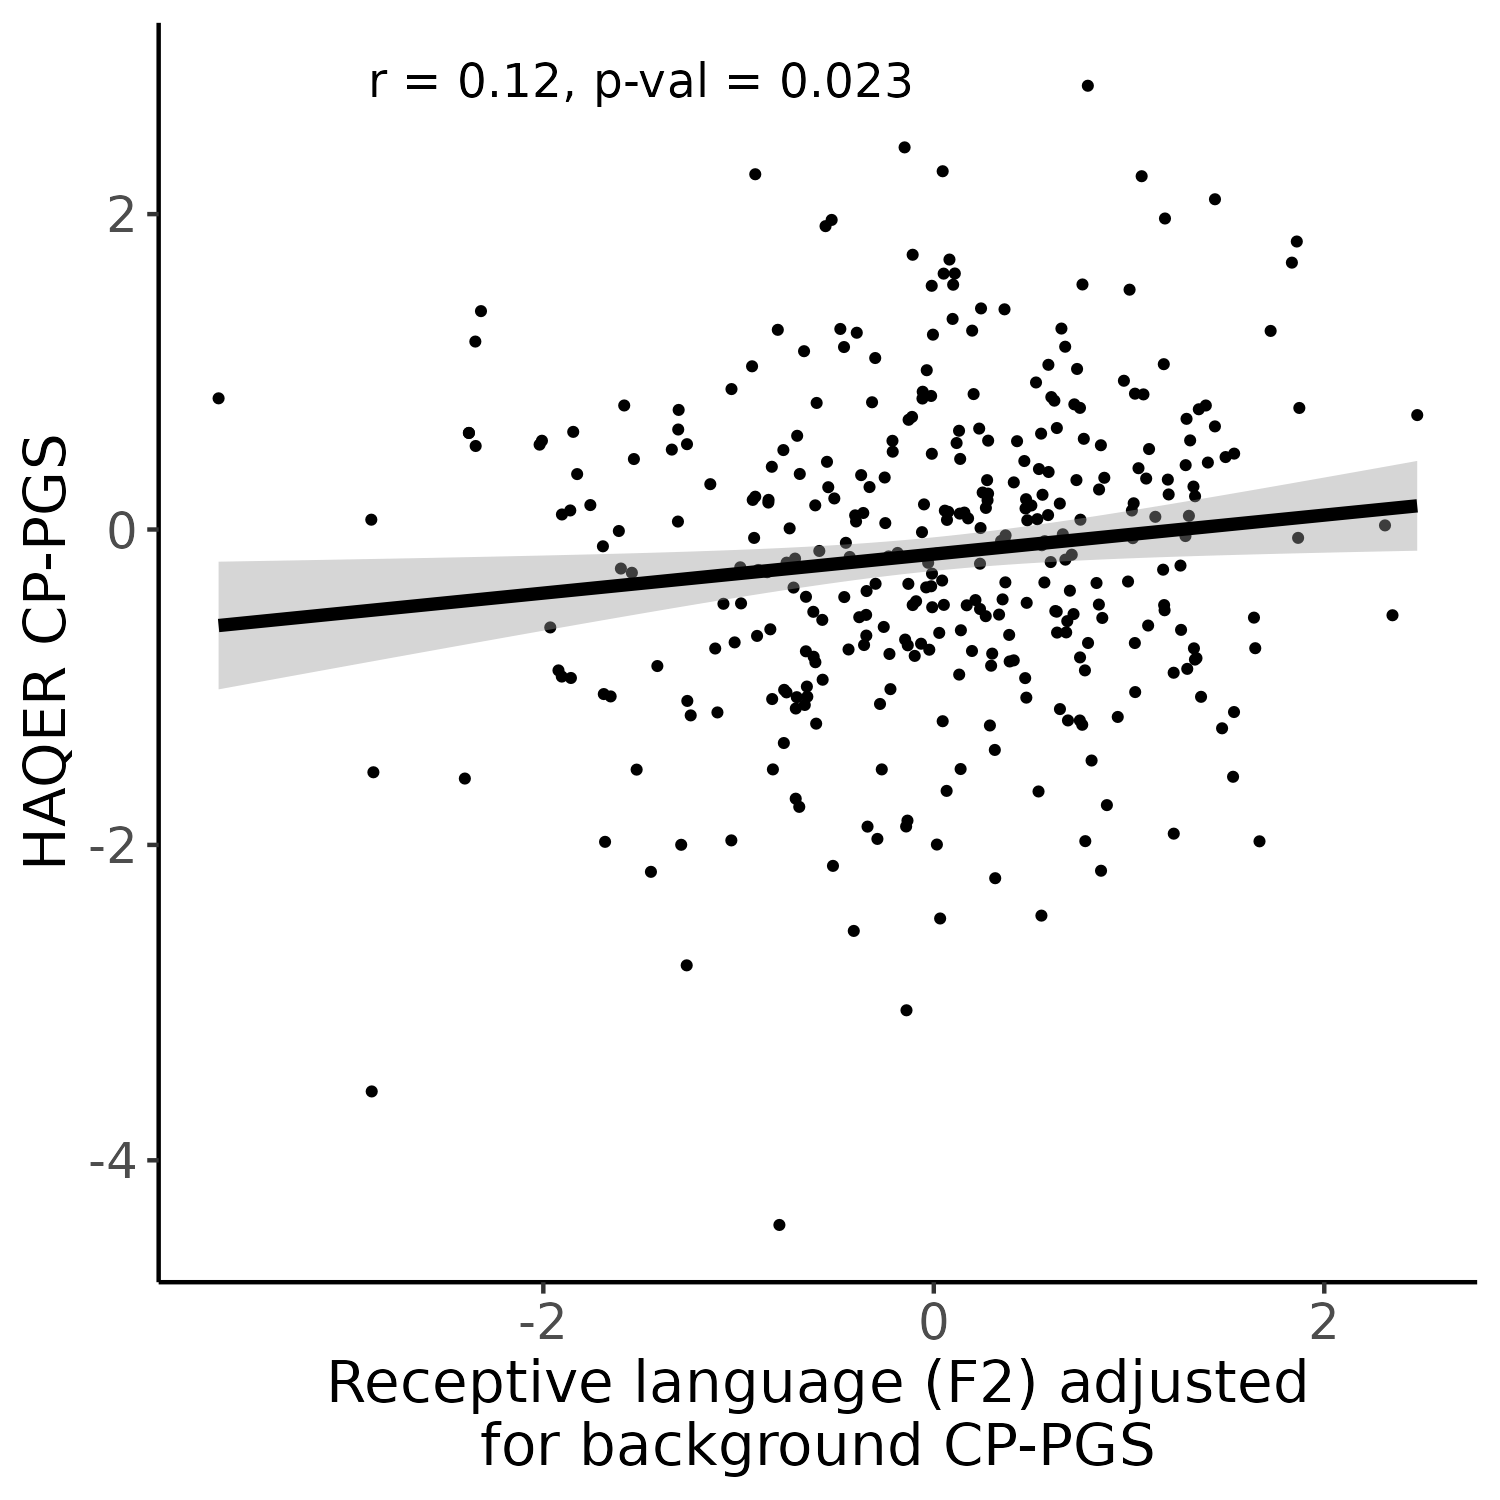 r = 0.12, p-val = 0.023
HAQER CP-PGS
2
0
-2
-4
-2
0
2
Receptive language (F2) adjusted
for background CP-PGS